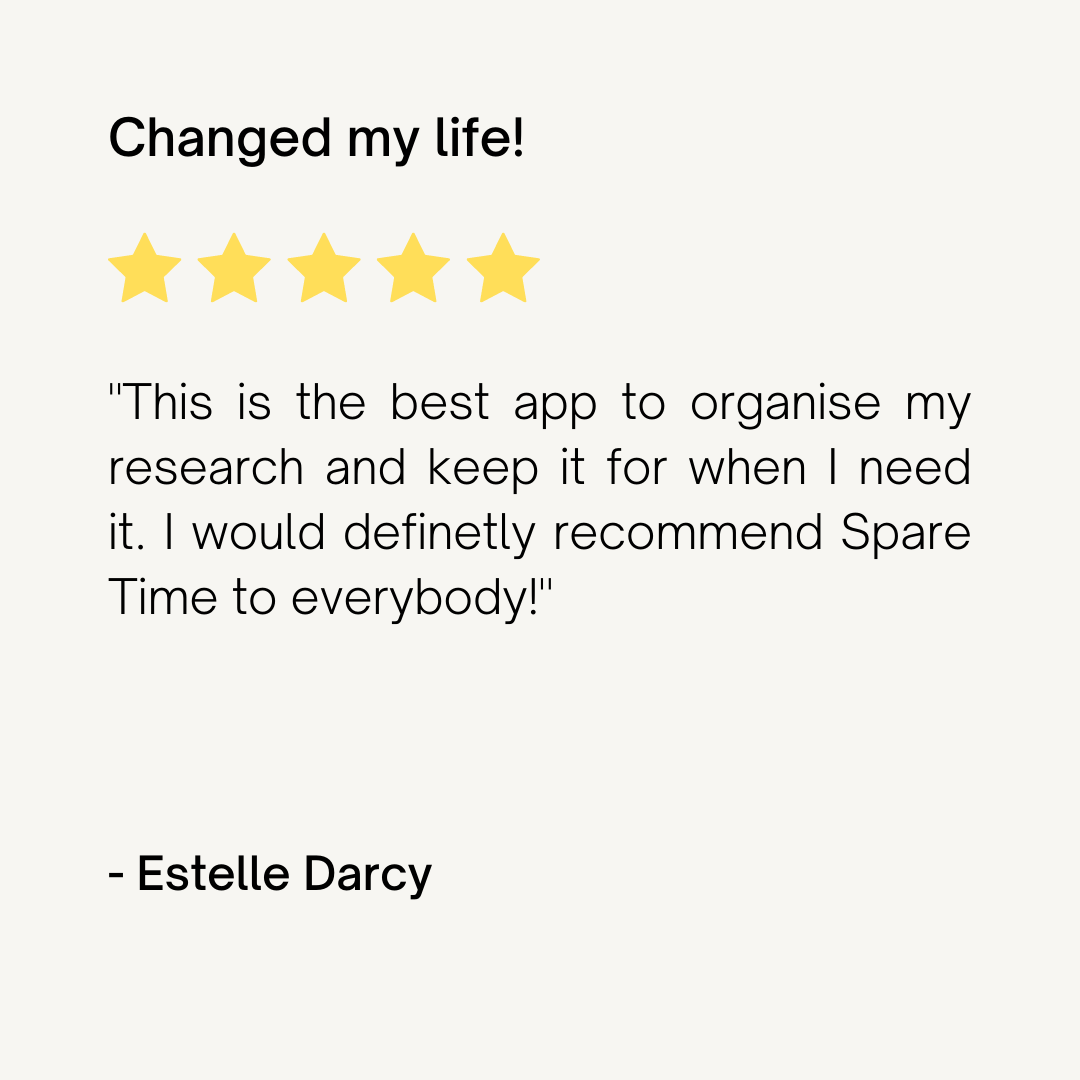 Changed my life!
"This is the best app to organise my
research and keep it for when I need
it. I would definetly recommend Spare
Time to everybody!"
- Estelle Darcy